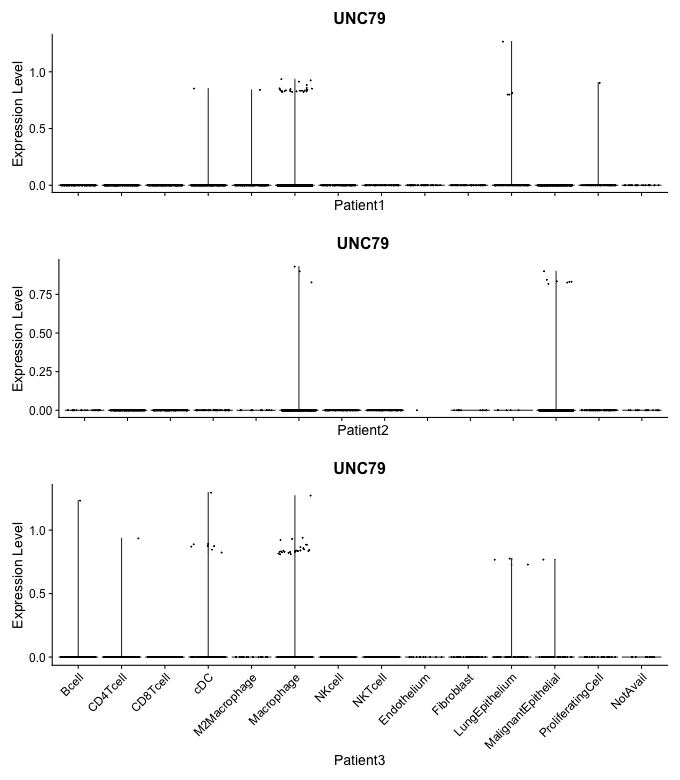 UNC79
Expression Level
1.0
0.5
0.0
Patient1
UNC79
Expression Level
0.75
0.50
0.25
0.00
Patient2
UNC79
Expression Level
1.0
0.5
0.0
Bcell
CD4Tcell
CD8Tcell
cDC
M2Macrophage
Macrophage
NKcell
NKTcell
Endothelium
Fibroblast
LungEpithelium
MalignantEpithelial
ProliferatingCell
NotAvail
Patient3